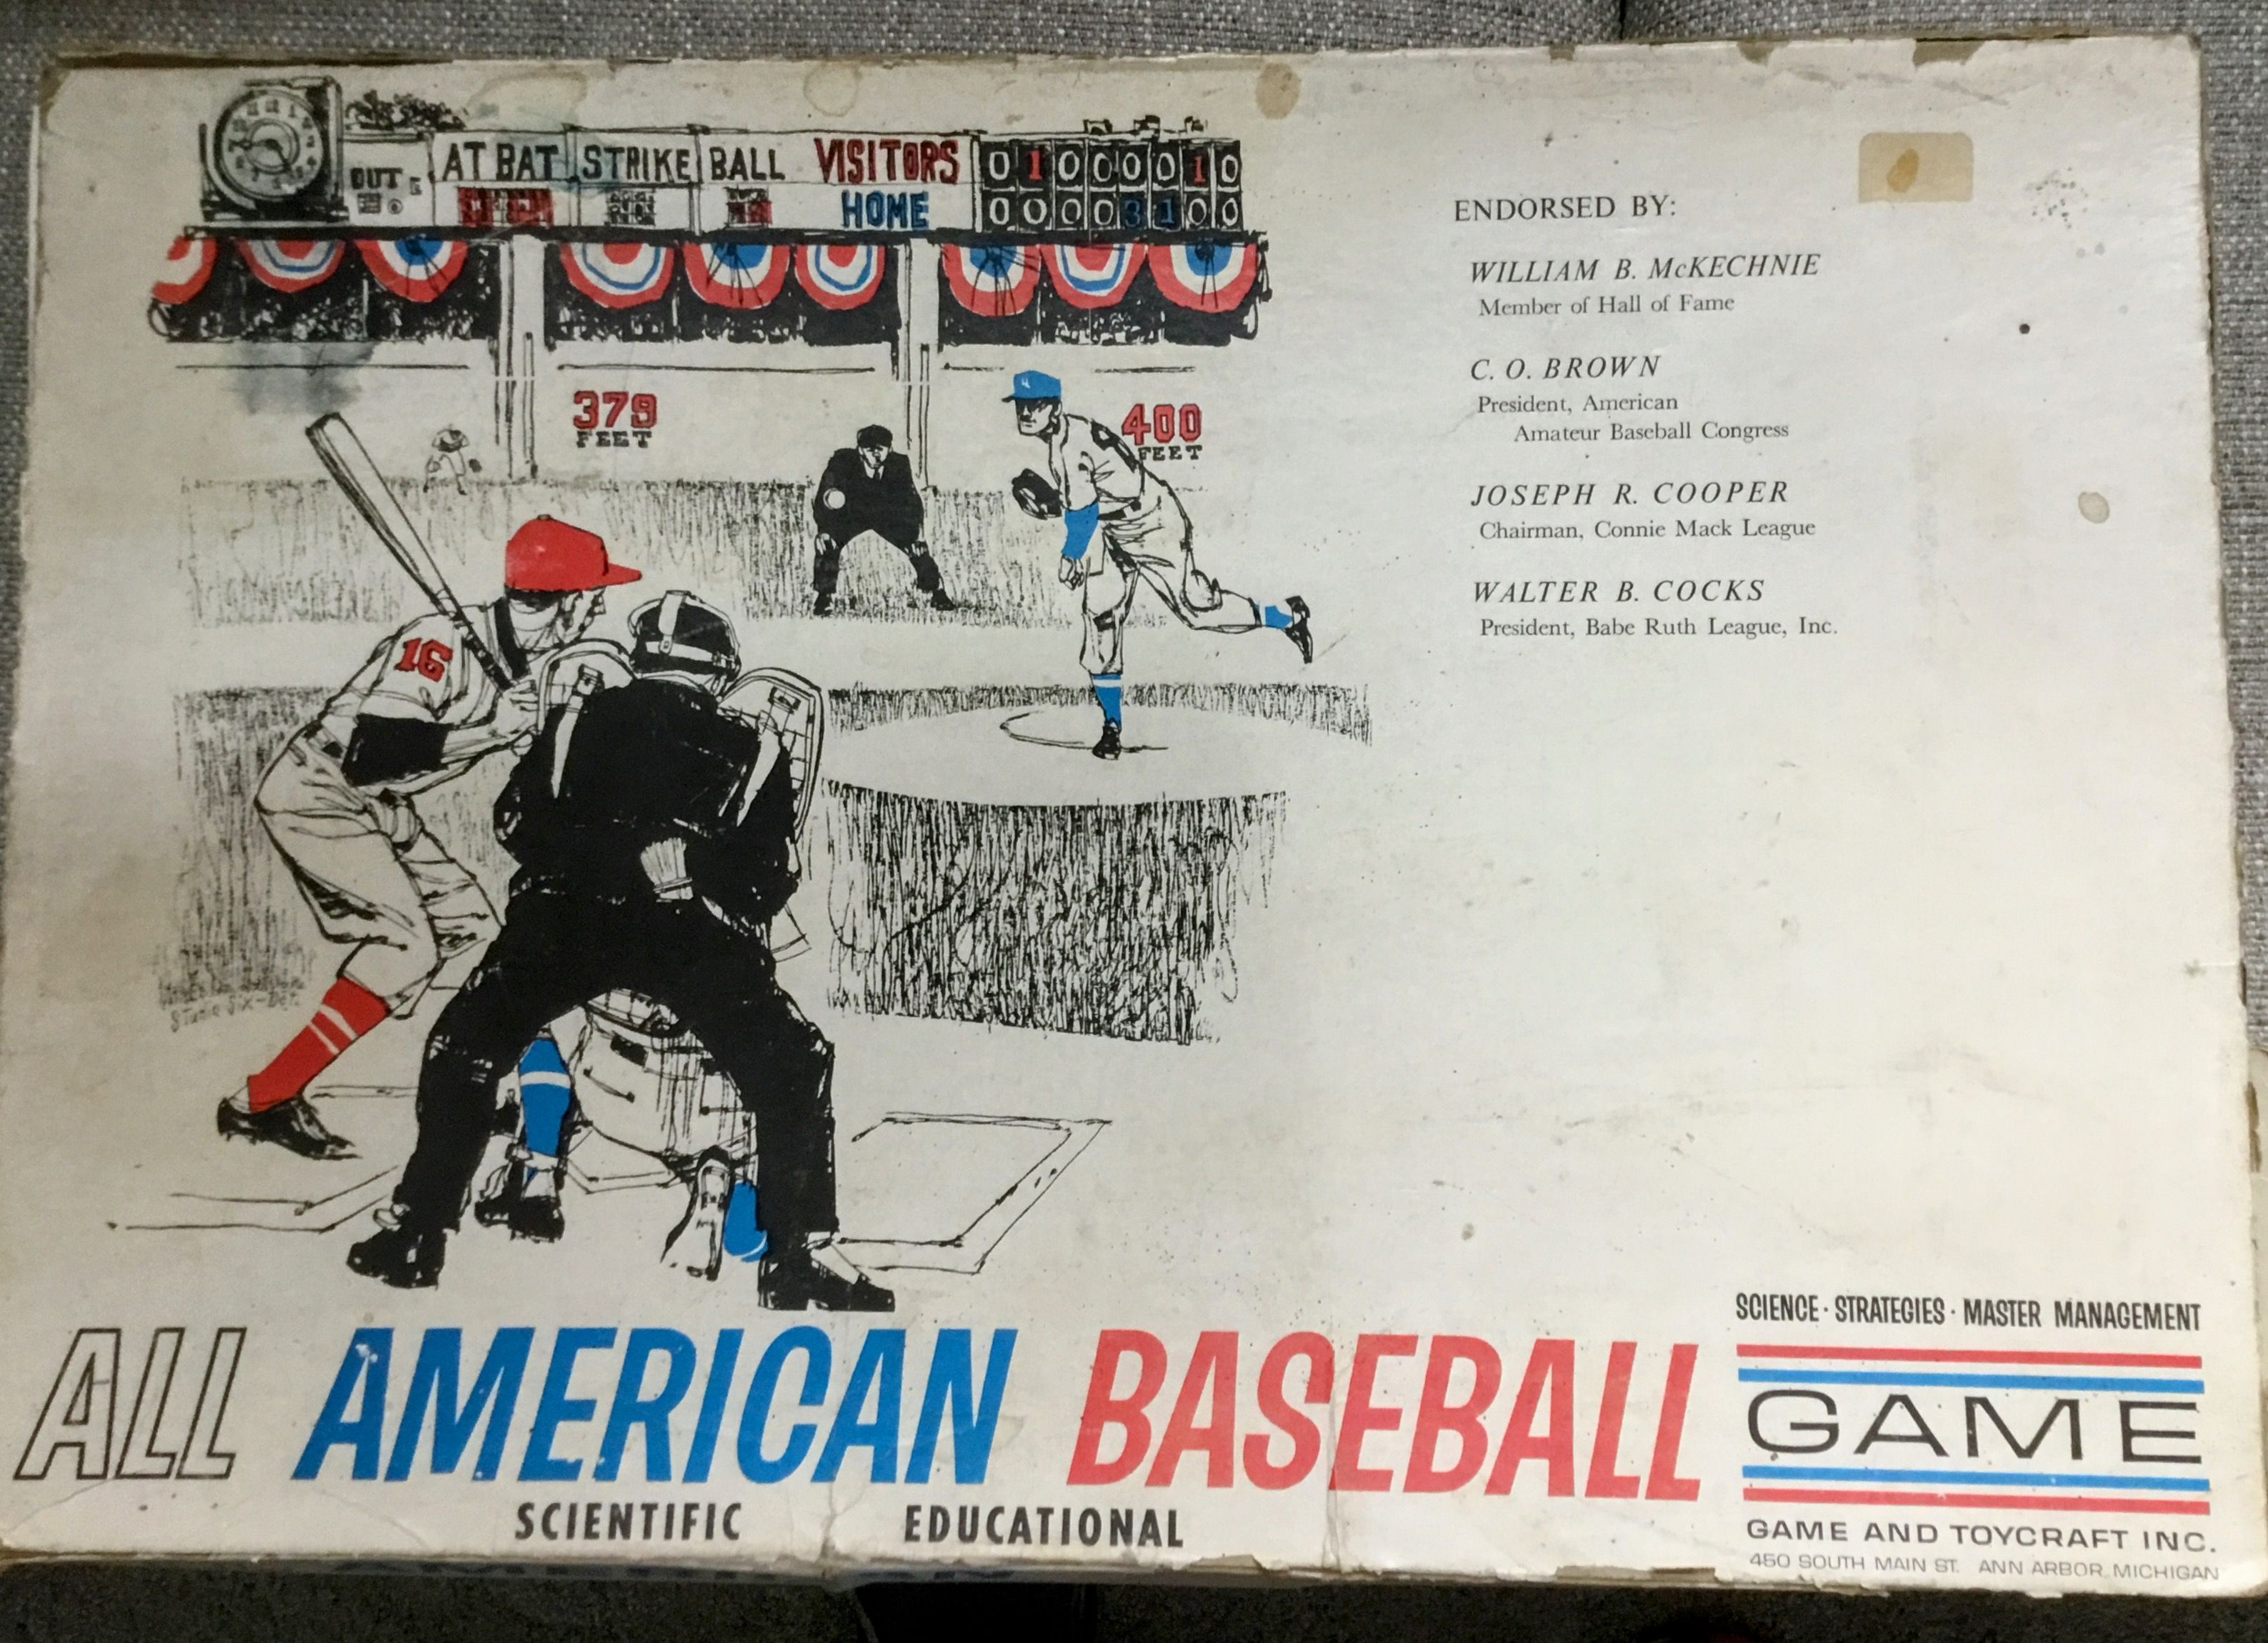 OUT AT BAT STRIKE BALL VISITORS 0 1 0 0 0 0 1 0
HOME 0 0 0 0 3 1 0 0
379
FEET
400
FEET
16
ENDORSED BY:
WILLIAM B. McKECHNIE
Member of Hall of Fame
C. O. BROWN
President, American
Amateur Baseball Congress
JOSEPH R. COOPER
Chairman, Connie Mack League
WALTER B. COCKS
President, Babe Ruth League, Inc.
Studio Six-Det.
ALL AMERICAN BASEBALL
SCIENTIFIC EDUCATIONAL
SCIENCE · STRATEGIES · MASTER MANAGEMENT
GAME
GAME AND TOYCRAFT INC.
450 SOUTH MAIN ST. ANN ARBOR, MICHIGAN